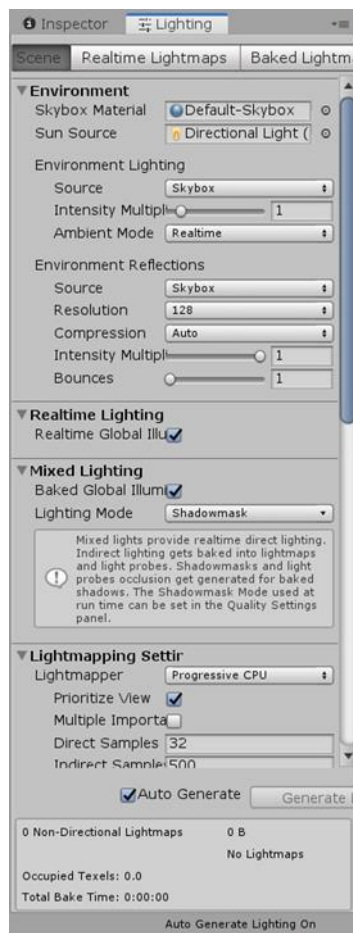 Inspector Lighting
Scene Realtime Lightmaps Baked Lightm
Environment
Skybox Material Default-Skybox
Sun Source Directional Light (
Environment Lighting
Source Skybox
Intensity Multipl 1
Ambient Mode Realtime
Environment Reflections
Source Skybox
Resolution 128
Compression Auto
Intensity Multipl 1
Bounces 1
Realtime Lighting
Realtime Global Illu
Mixed Lighting
Baked Global Illumi
Lighting Mode Shadowmask
Mixed lights provide realtime direct lighting.
Indirect lighting gets baked into lightmaps
and light probes. Shadowmasks and light
probes occlusion get generated for baked
shadows. The Shadowmask Mode used at
run time can be set in the Quality Settings
panel.
Lightmapping Settir
Lightmapper Progressive CPU
Prioritize View
Multiple Importa
Direct Samples 32
Indirect Sample 500
Auto Generate Generate
0 Non-Directional Lightmaps 0 B
No Lightmaps
Occupied Texels: 0.0
Total Bake Time: 0:00:00
Auto Generate Lighting On